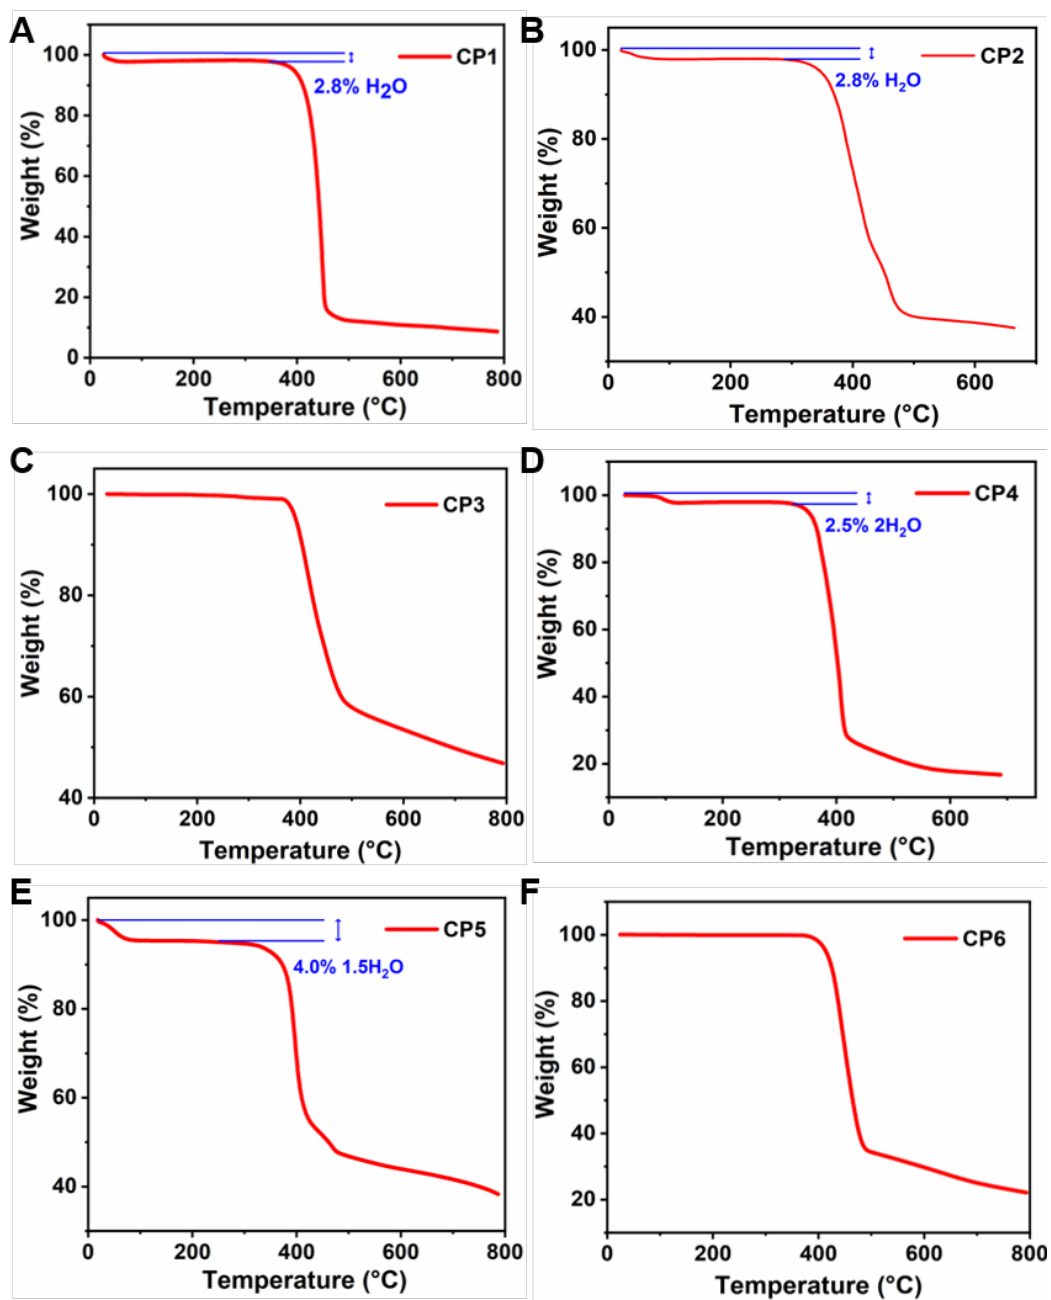 A
100
80
60
40
20
0
CP1
2.8% H2O
0 200 400 600 800
Temperature (°C)
Weight (%)
B
100
80
60
40
CP2
2.8% H₂O
0 200 400 600
Temperature (°C)
Weight (%)
C
100
80
60
40
CP3
0 200 400 600 800
Temperature (°C)
Weight (%)
D
100
80
60
40
20
CP4
2.5% 2H₂O
0 200 400 600
Temperature (°C)
Weight (%)
E
100
80
60
40
CP5
4.0% 1.5H₂O
0 200 400 600 800
Temperature (°C)
Weight (%)
F
100
80
60
40
20
CP6
0 200 400 600 800
Temperature (°C)
Weight (%)